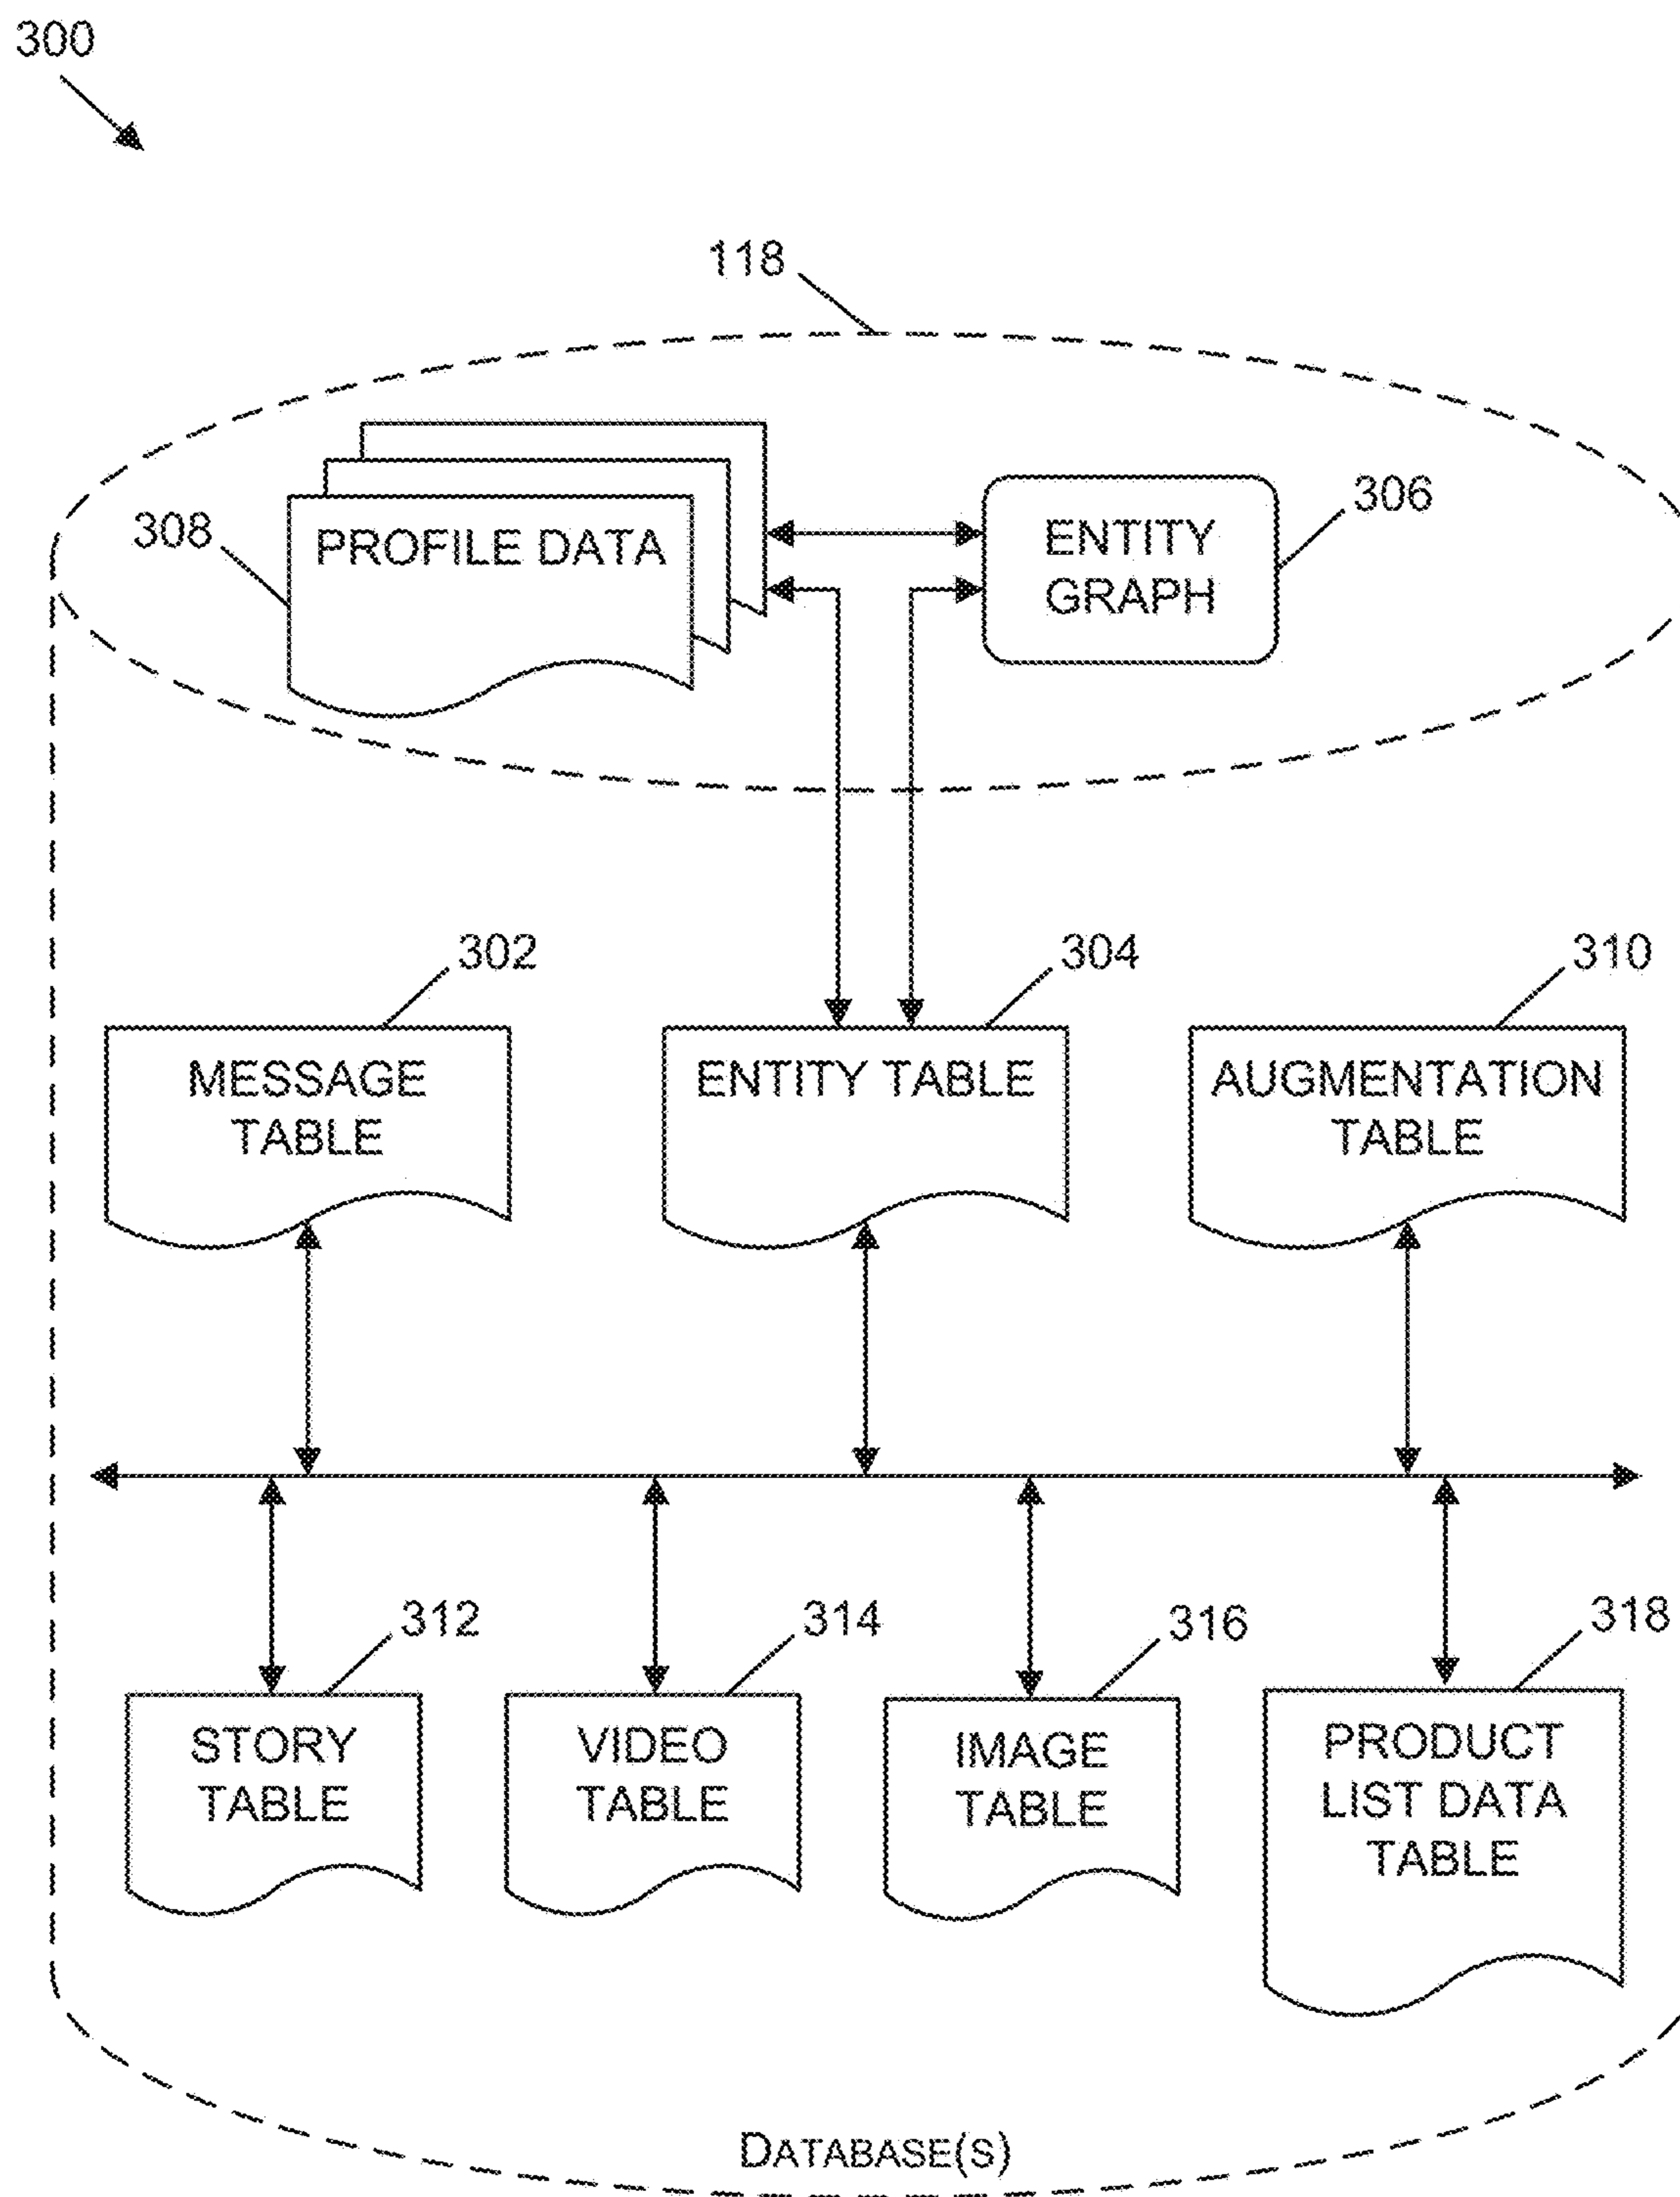 300
118
308
PROFILE DATA
ENTITY
GRAPH
306
302
304
310
MESSAGE
TABLE
ENTITY TABLE
AUGMENTATION
TABLE
312
314
316
318
STORY
TABLE
VIDEO
TABLE
IMAGE
TABLE
PRODUCT
LIST DATA
TABLE
DATABASE(S)